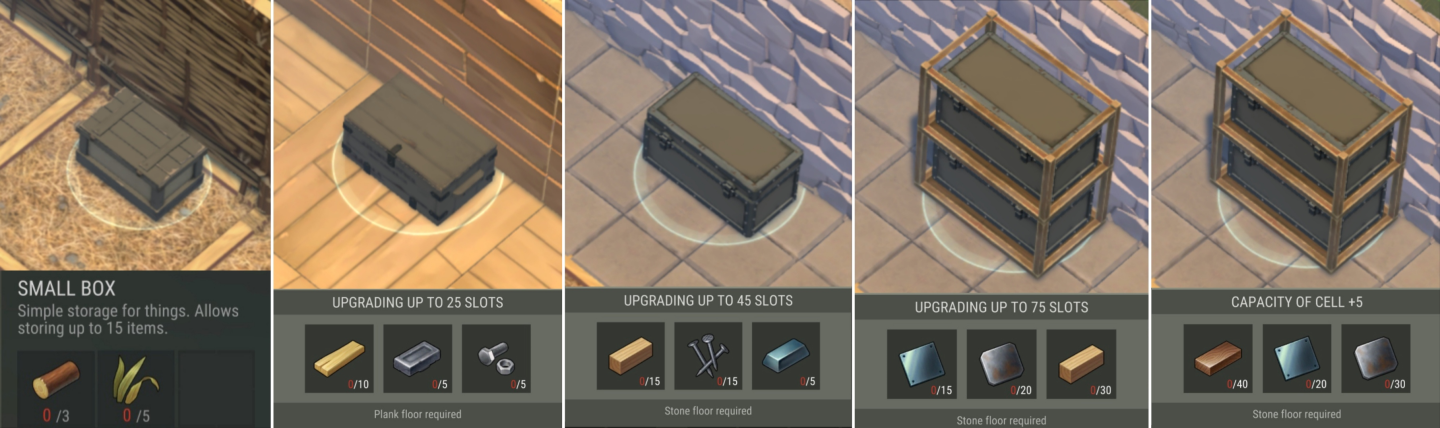 SMALL BOX
Simple storage for things. Allows
storing up to 15 items.
0 /3
0 /5
UPGRADING UP TO 25 SLOTS
0/10
0/5
0/5
Plank floor required
UPGRADING UP TO 45 SLOTS
0/15
0/15
0/5
Stone floor required
UPGRADING UP TO 75 SLOTS
0/15
0/20
0/30
Stone floor required
CAPACITY OF CELL +5
0/40
0/20
0/30
Stone floor required